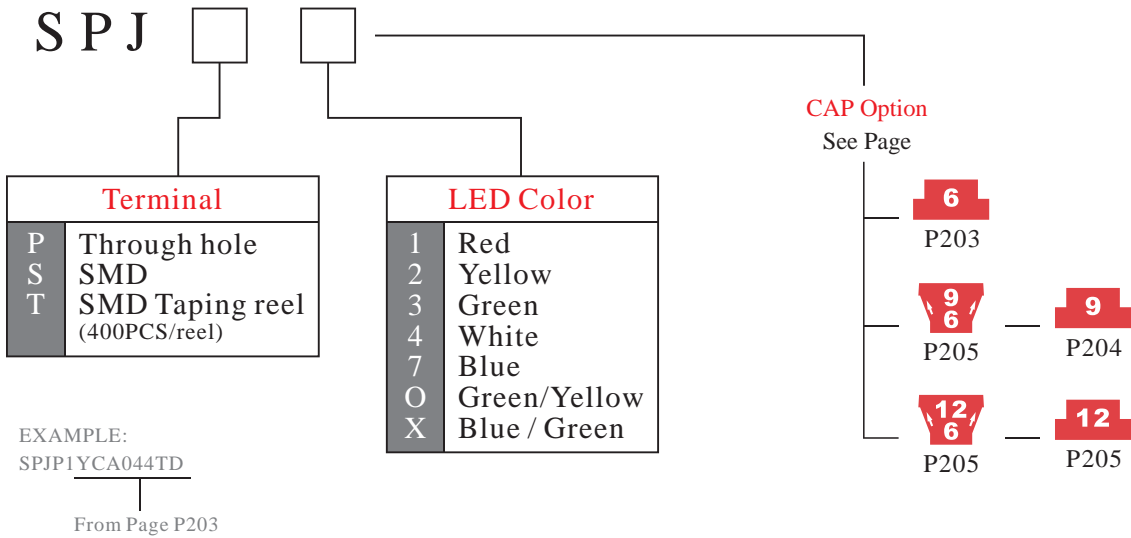 SPJ
CAP Option
See Page
Terminal
P Through hole
S SMD
T SMD Taping reel
(400PCS/reel)
LED Color
1 Red
2 Yellow
3 Green
4 White
7 Blue
O Green/Yellow
X Blue / Green
6
P203
9
6
P205
9
P204
12
6
P205
12
P205
EXAMPLE:
SPJP1YCA044TD
From Page P203